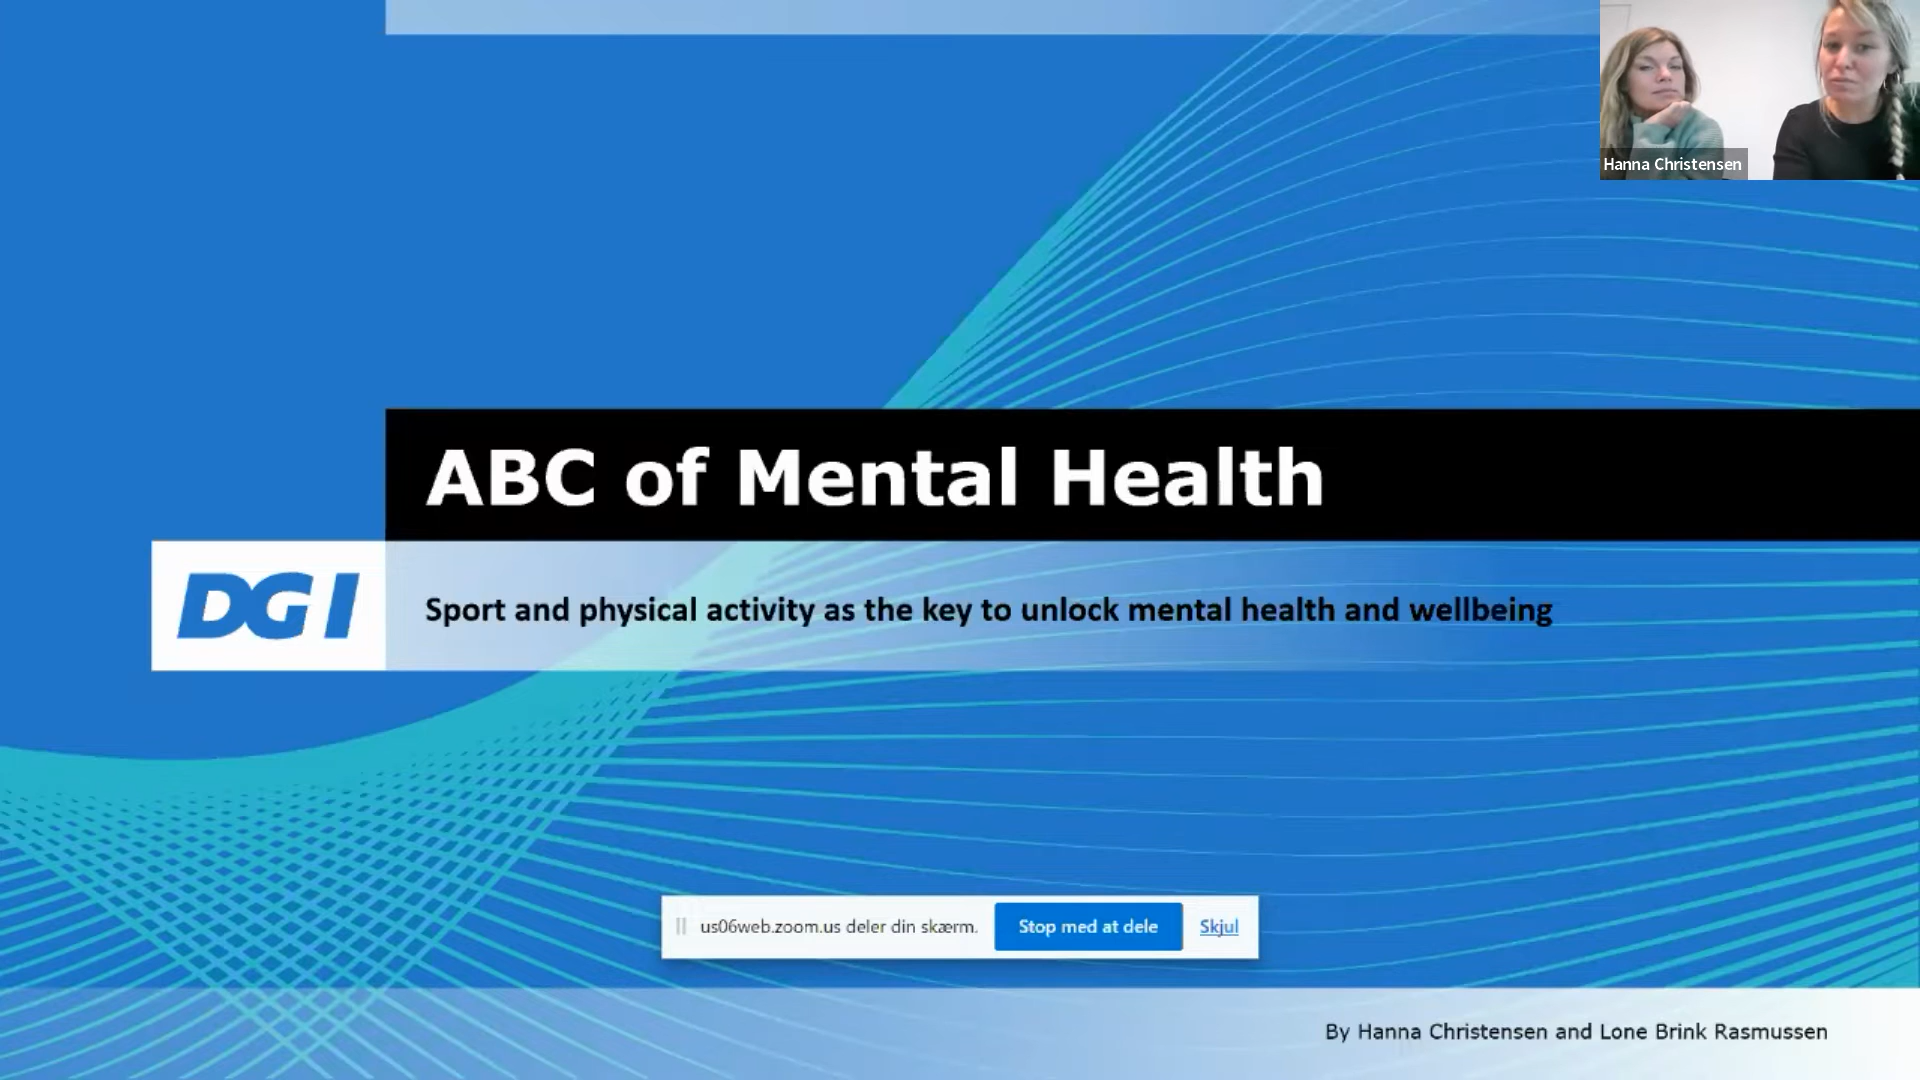 Hanna Christensen
ABC of Mental Health
DGI
Sport and physical activity as the key to unlock mental health and wellbeing
us06web.zoom.us deler din skærm.
Stop med at dele
Skjul
By Hanna Christensen and Lone Brink Rasmussen